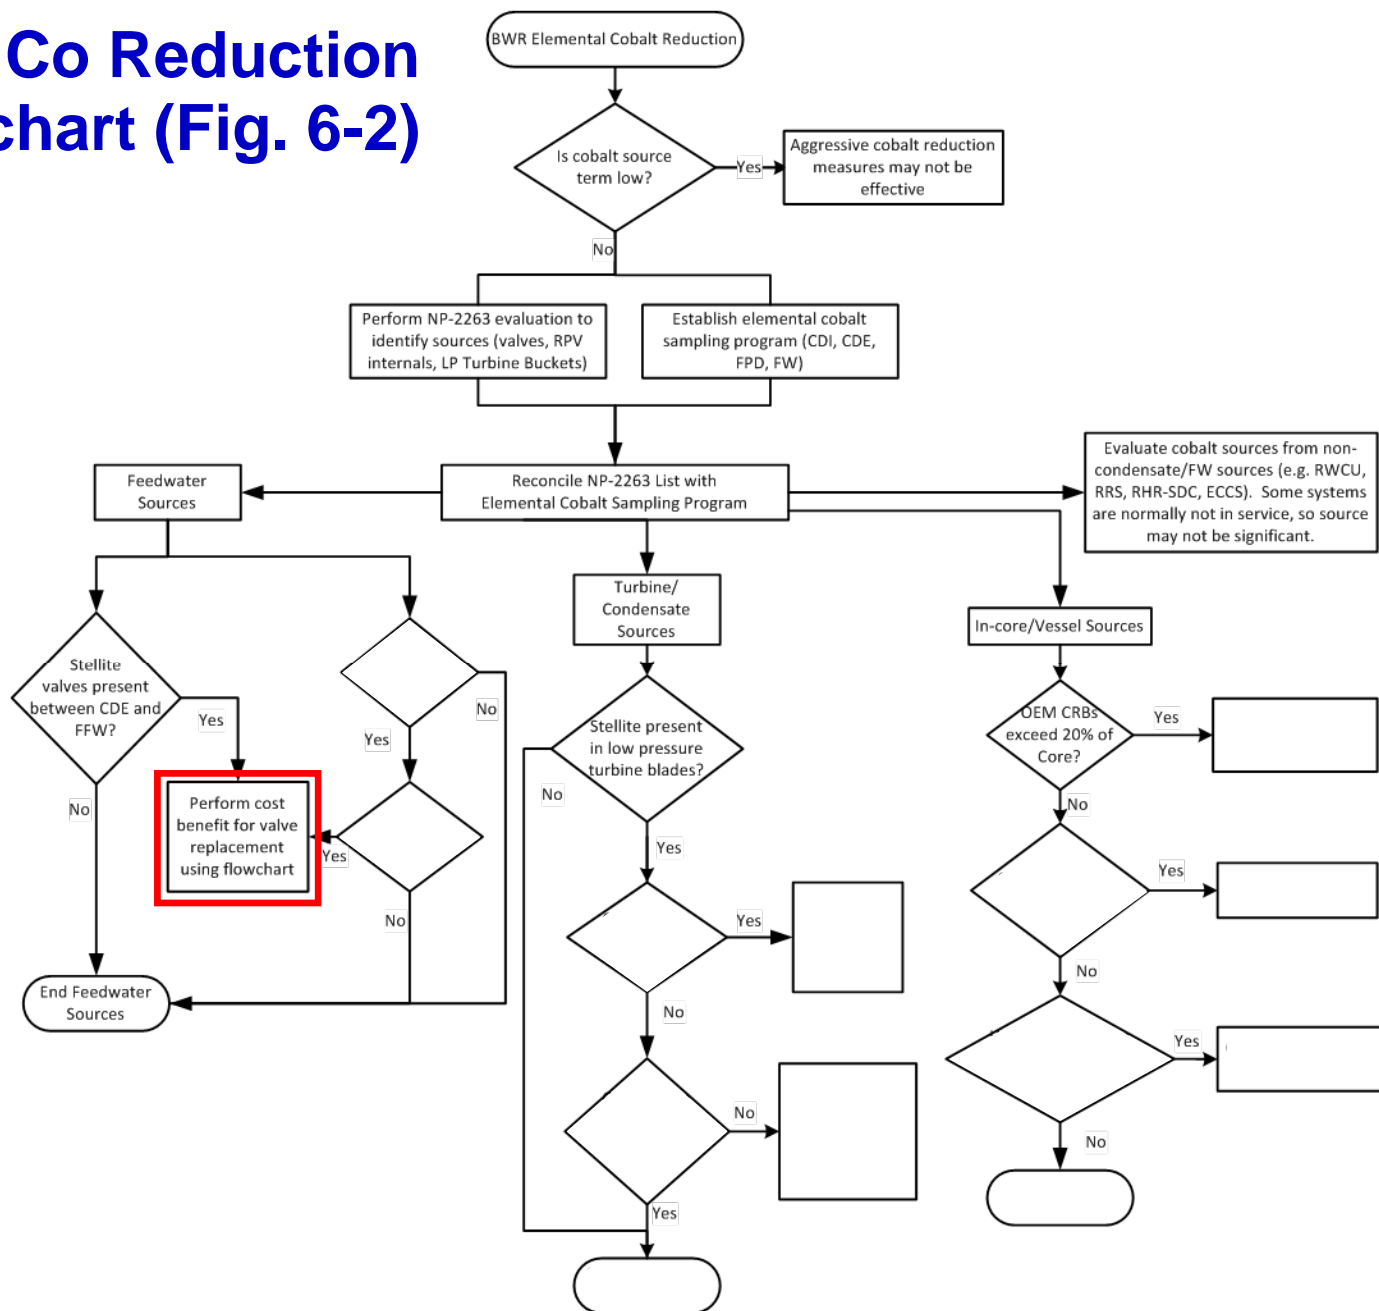 Co Reduction
chart (Fig. 6-2)
BWR Elemental Cobalt Reduction
Is cobalt source
term low?
Yes
Aggressive cobalt reduction
measures may not be
effective
No
Perform NP-2263 evaluation to
identify sources (valves, RPV
internals, LP Turbine Buckets)
Establish elemental cobalt
sampling program (CDI, CDE,
FPD, FW)
Feedwater
Sources
Reconcile NP-2263 List with
Elemental Cobalt Sampling Program
Evaluate cobalt sources from non-
condensate/FW sources (e.g. RWCU,
RRS, RHR-SDC, ECCS). Some systems
are normally not in service, so source
may not be significant.
Turbine/
Condensate
Sources
In-core/Vessel Sources
Stellite
valves present
between CDE and
FFW?
Yes
No
No
Yes
Perform cost
benefit for valve
replacement
using flowchart
Yes
No
End Feedwater
Sources
Stellite present
in low pressure
turbine blades?
No
Yes
Yes
No
No
Yes
OEM CRBs
exceed 20% of
Core?
Yes
No
Yes
No
Yes
No